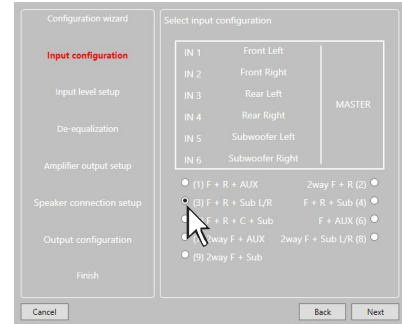 Configuration wizard
Input configuration
Input level setup
De-equalization
Amplifier output setup
Speaker connection setup
Output configuration
Finish
Select input configuration
IN 1 Front Left
IN 2 Front Right
IN 3 Rear Left
IN 4 Rear Right
IN 5 Subwoofer Left
IN 6 Subwoofer Right
MASTER
(1) F + R + AUX 2way F + R (2)
(3) F + R + Sub L/R F + R + Sub (4)
F + R + C + Sub F + AUX (6)
2way F + AUX 2way F + Sub L/R (8)
(9) 2way F + Sub
Cancel Back Next